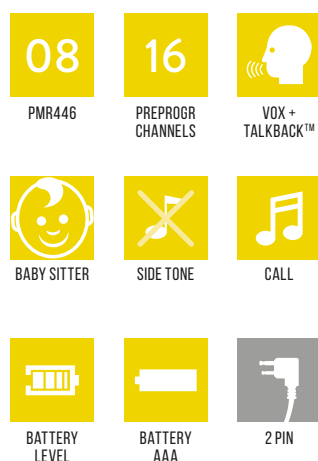 08
16
PMR446
PREPROGR
CHANNELS
VOX +
TALKBACK™
BABY SITTER
SIDE TONE
CALL
BATTERY
LEVEL
BATTERY
AAA
2 PIN